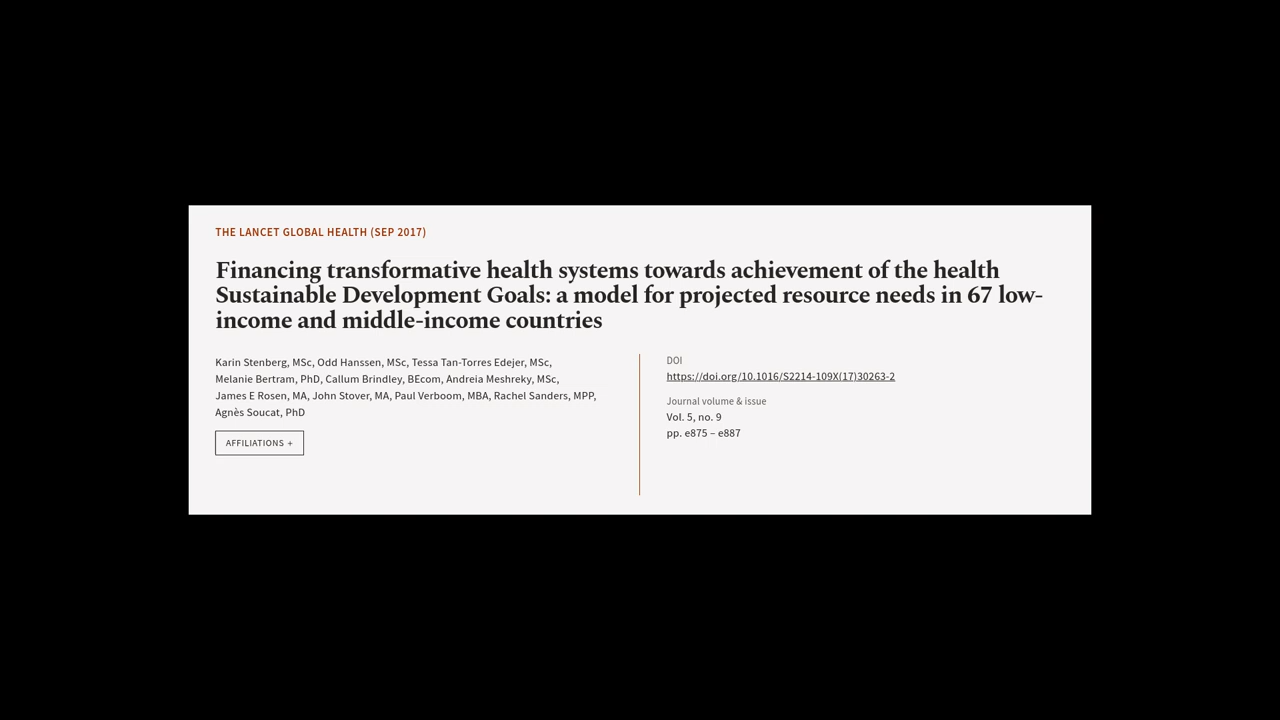 THE LANCET GLOBAL HEALTH (SEP 2017)
Financing transformative health systems towards achievement of the health
Sustainable Development Goals: a model for projected resource needs in 67 low-
income and middle-income countries
Karin Stenberg, MSc, Odd Hanssen, MSc, Tessa Tan-Torres Edejer, MSc,
Melanie Bertram, PhD, Callum Brindley, BEcom, Andreia Meshreky, MSc,
James E Rosen, MA, John Stover, MA, Paul Verboom, MBA, Rachel Sanders, MPP,
Agnès Soucat, PhD
AFFILIATIONS +
DOI
https://doi.org/10.1016/S2214-109X(17)30263-2
Journal volume & issue
Vol. 5, no. 9
pp. e875 – e887